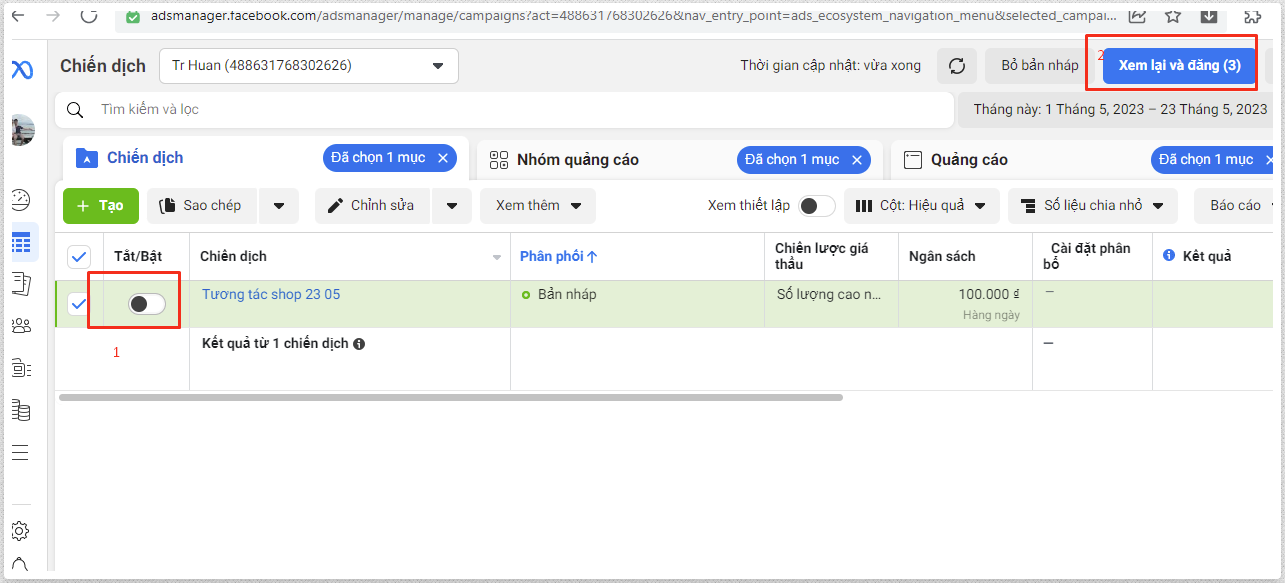 adsmanager.facebook.com/adsmanager/manage/campaigns?act=488631768302626&nav_entry_point=ads_ecosystem_navigation_menu&selected_campai...
Chiến dịch
Tr Huan (488631768302626)
Thời gian cập nhật: vừa xong
Bỏ bản nháp
2
Xem lại và đăng (3)
Tìm kiếm và lọc
Tháng này: 1 Tháng 5, 2023 – 23 Tháng 5, 2023
Chiến dịch
Đã chọn 1 mục ×
Nhóm quảng cáo
Đã chọn 1 mục ×
Quảng cáo
Đã chọn 1 mục ×
+ Tạo
Sao chép
Chỉnh sửa
Xem thêm
Xem thiết lập
Cột: Hiệu quả
Số liệu chia nhỏ
Báo cáo
Tắt/Bật
Chiến dịch
Phân phối ↑
Chiến lược giá
thầu
Ngân sách
Cài đặt phân
bổ
Kết quả
Tương tác shop 23 05
Bản nháp
Số lượng cao n...
100.000 ₫
Hàng ngày
—
1
Kết quả từ 1 chiến dịch
—